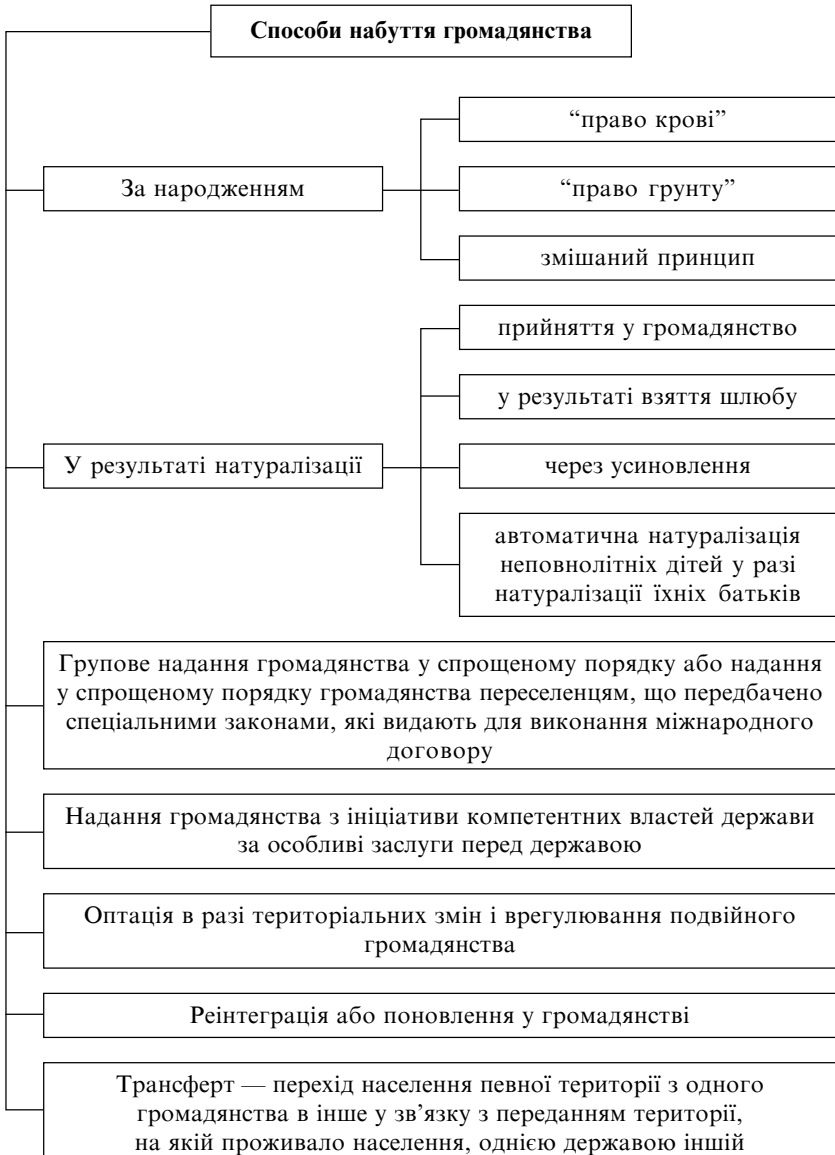 Способи набуття громадянства
За народженням
“право крові”
“право грунту”
змішаний принцип
У результаті натуралізації
прийняття у громадянство
у результаті взяття шлюбу
через усиновлення
автоматична натуралізація
неповнолітніх дітей у разі
натуралізації їхніх батьків
Групове надання громадянства у спрощеному порядку або надання
у спрощеному порядку громадянства переселенцям, що передбачено
спеціальними законами, які видають для виконання міжнародного
договору
Надання громадянства з ініціативи компетентних властей держави
за особливі заслуги перед державою
Оптація в разі територіальних змін і врегулювання подвійного
громадянства
Реінтеграція або поновлення у громадянстві
Трансферт — перехід населення певної території з одного
громадянства в інше у зв’язку з переданням території,
на якій проживало населення, однією державою іншій